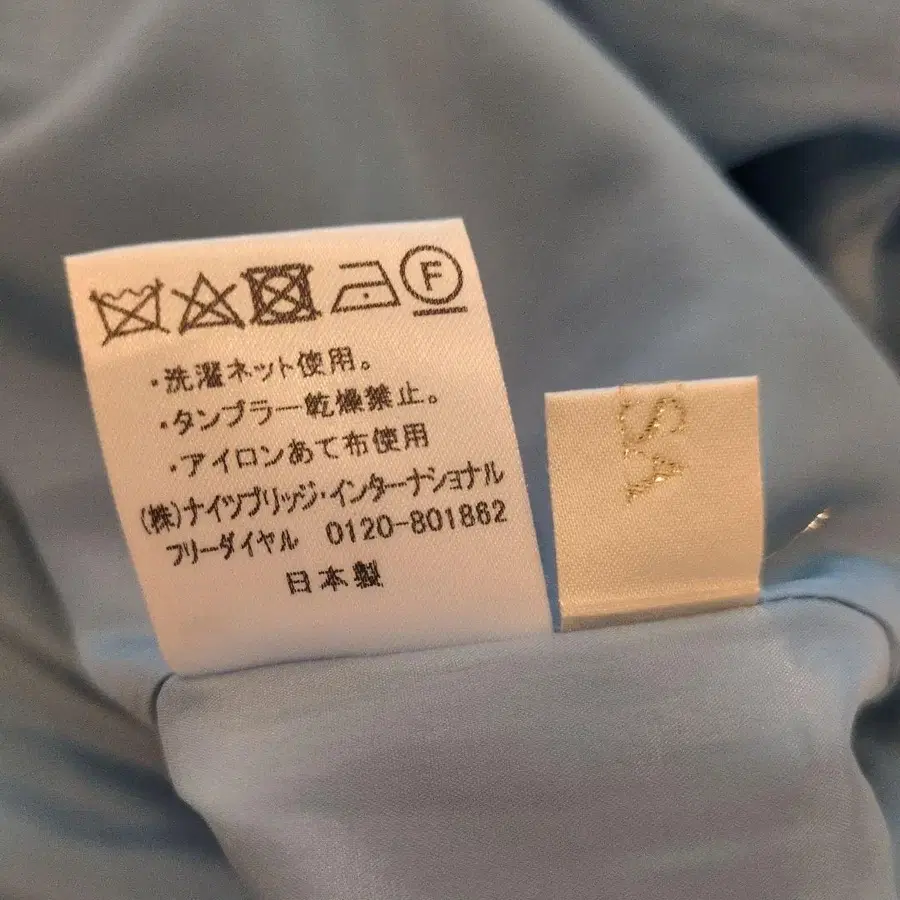 F
・洗濯ネット使用。
・タンブラー乾燥禁止。
・アイロンあて布使用
(株)ナイツブリッジ・インターナショナル
フリーダイヤル 0120-801862
日本製